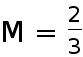 M = 2/3